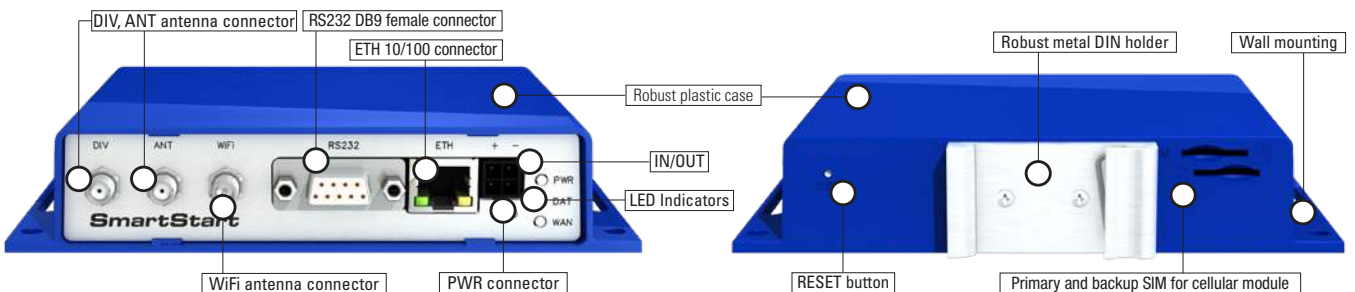 DIV, ANT antenna connector
RS232 DB9 female connector
ETH 10/100 connector
Robust metal DIN holder
Wall mounting
Robust plastic case
DIV
ANT
WiFi
RS232
ETH
+ −
IN/OUT
PWR
DAT
LED Indicators
WAN
SmartStart
WiFi antenna connector
PWR connector
RESET button
Primary and backup SIM for cellular module